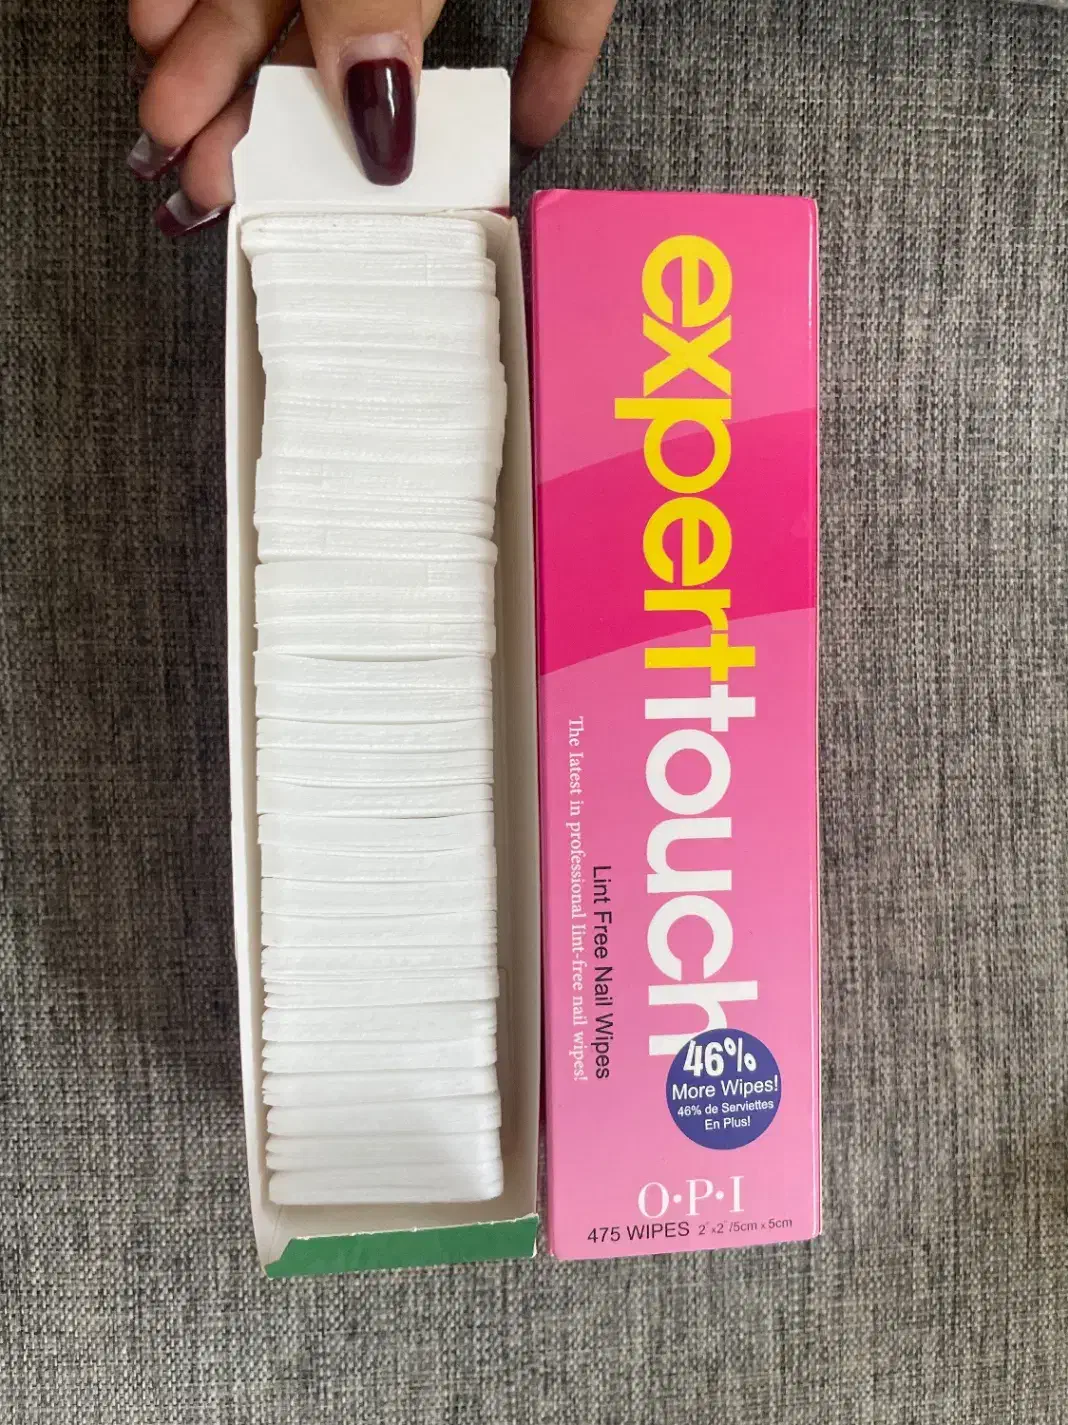 experttouch
Lint Free Nail Wipes
The latest in professional lint-free nail wipes!
46%
More Wipes!
46% de Serviettes
En Plus!
O·P·I
475 WIPES 2"x2"/5cm x 5cm